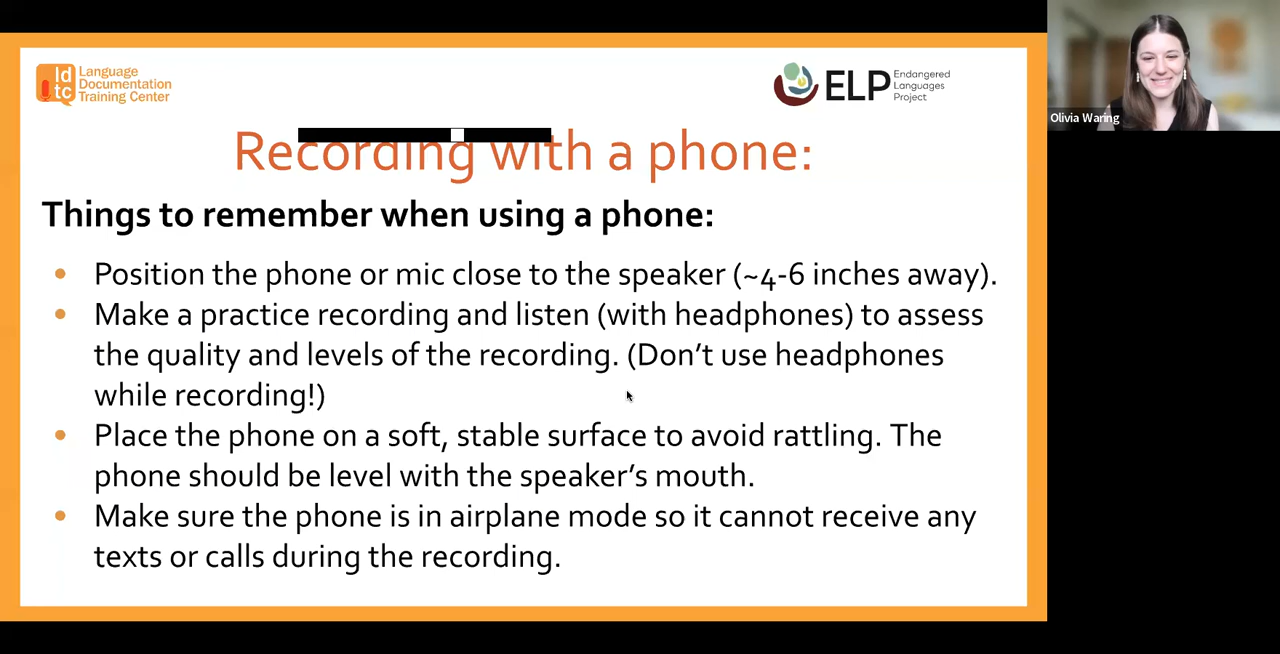 ld
tc
Language
Documentation
Training Center
ELP
Endangered
Languages
Project
Olivia Waring
Recording with a phone:
Things to remember when using a phone:
• Position the phone or mic close to the speaker (~4-6 inches away).
• Make a practice recording and listen (with headphones) to assess
the quality and levels of the recording. (Don’t use headphones
while recording!)
• Place the phone on a soft, stable surface to avoid rattling. The
phone should be level with the speaker’s mouth.
• Make sure the phone is in airplane mode so it cannot receive any
texts or calls during the recording.